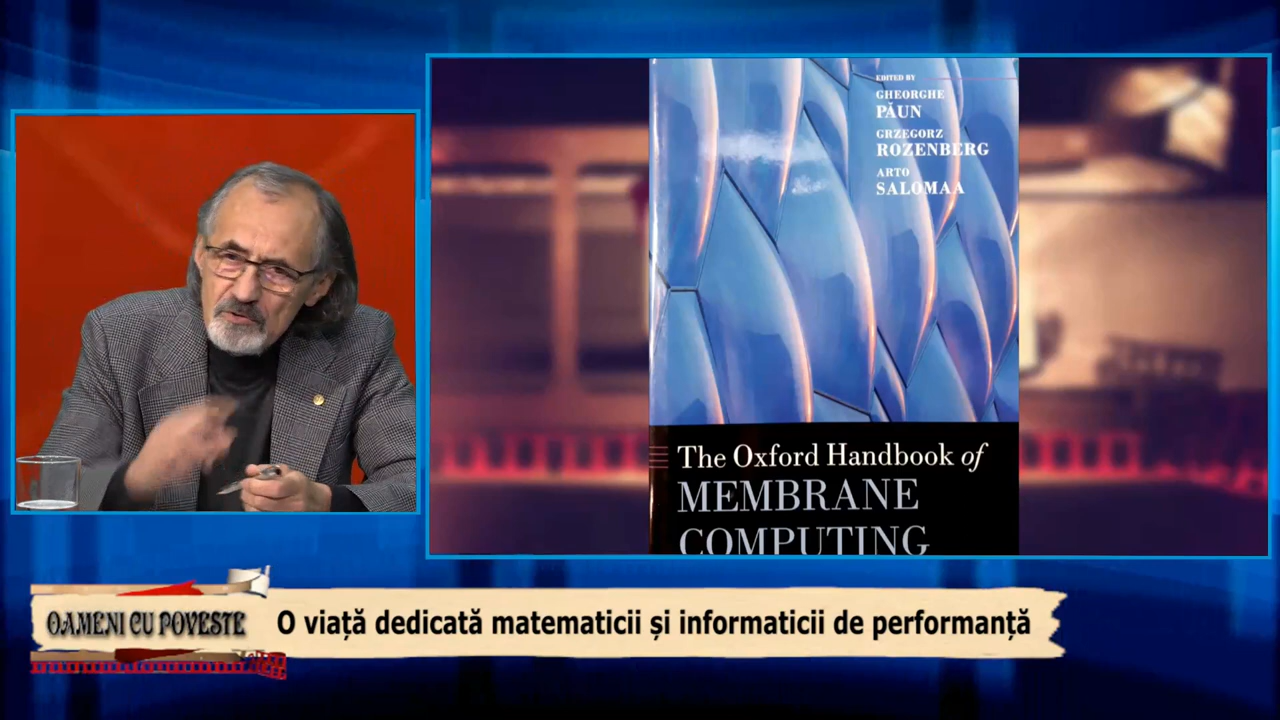 EDITED BY
GHEORGHE
PĂUN
GRZEGORZ
ROZENBERG
ARTO
SALOMAA
The Oxford Handbook of
MEMBRANE
COMPUTING
OAMENI CU POVESTE
O viață dedicată matematicii și informaticii de performanță